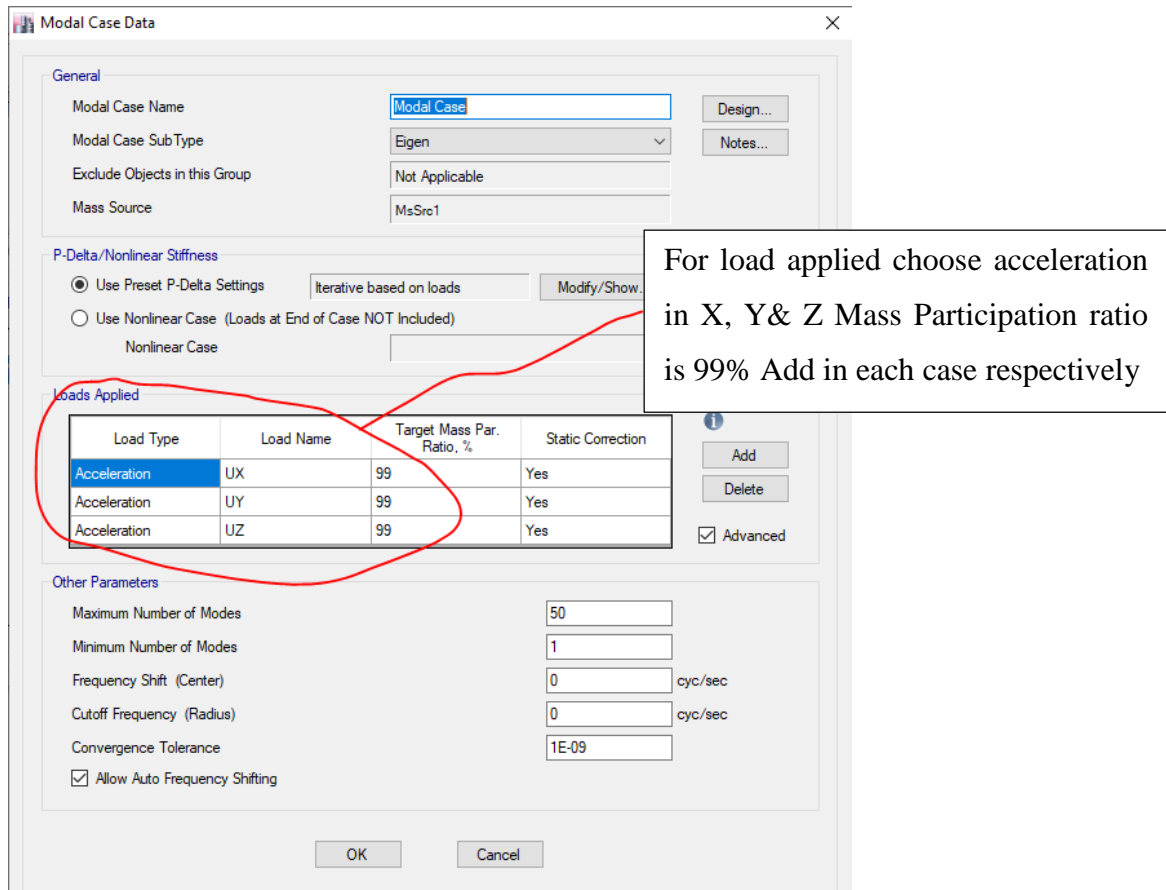 Modal Case Data
General
Modal Case Name Modal Case Design...
Modal Case SubType Eigen Notes...
Exclude Objects in this Group Not Applicable
Mass Source MsSrc1
P-Delta/Nonlinear Stiffness
Use Preset P-Delta Settings Iterative based on loads Modify/Show.
Use Nonlinear Case (Loads at End of Case NOT Included)
Nonlinear Case
For load applied choose acceleration
in X, Y& Z Mass Participation ratio
is 99% Add in each case respectively
Loads Applied
Load Type Load Name Target Mass Par.
Ratio, % Static Correction
Acceleration UX 99 Yes
Acceleration UY 99 Yes
Acceleration UZ 99 Yes
Add
Delete
Advanced
Other Parameters
Maximum Number of Modes 50
Minimum Number of Modes 1
Frequency Shift (Center) 0 cyc/sec
Cutoff Frequency (Radius) 0 cyc/sec
Convergence Tolerance 1E-09
Allow Auto Frequency Shifting
OK Cancel